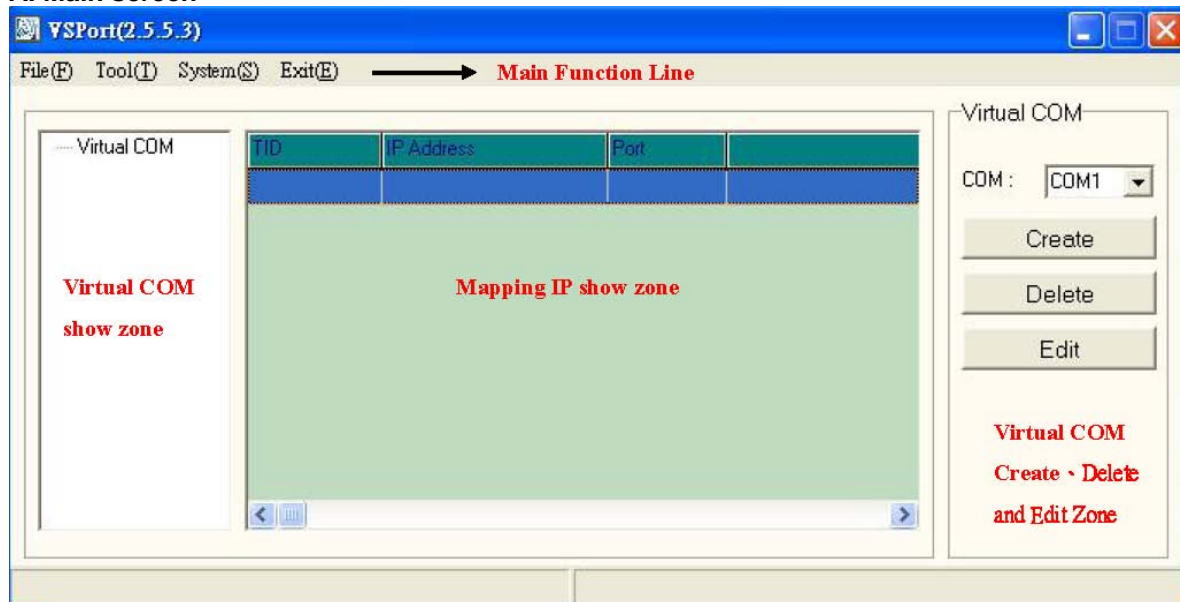 VSPort(2.5.5.3)
File(F) Tool(T) System(S) Exit(E)
Main Function Line
Virtual COM
TID IP Address Port
Virtual COM
show zone
Mapping IP show zone
Virtual COM
COM : COM1
Create
Delete
Edit
Virtual COM
Create、Delete
and Edit Zone